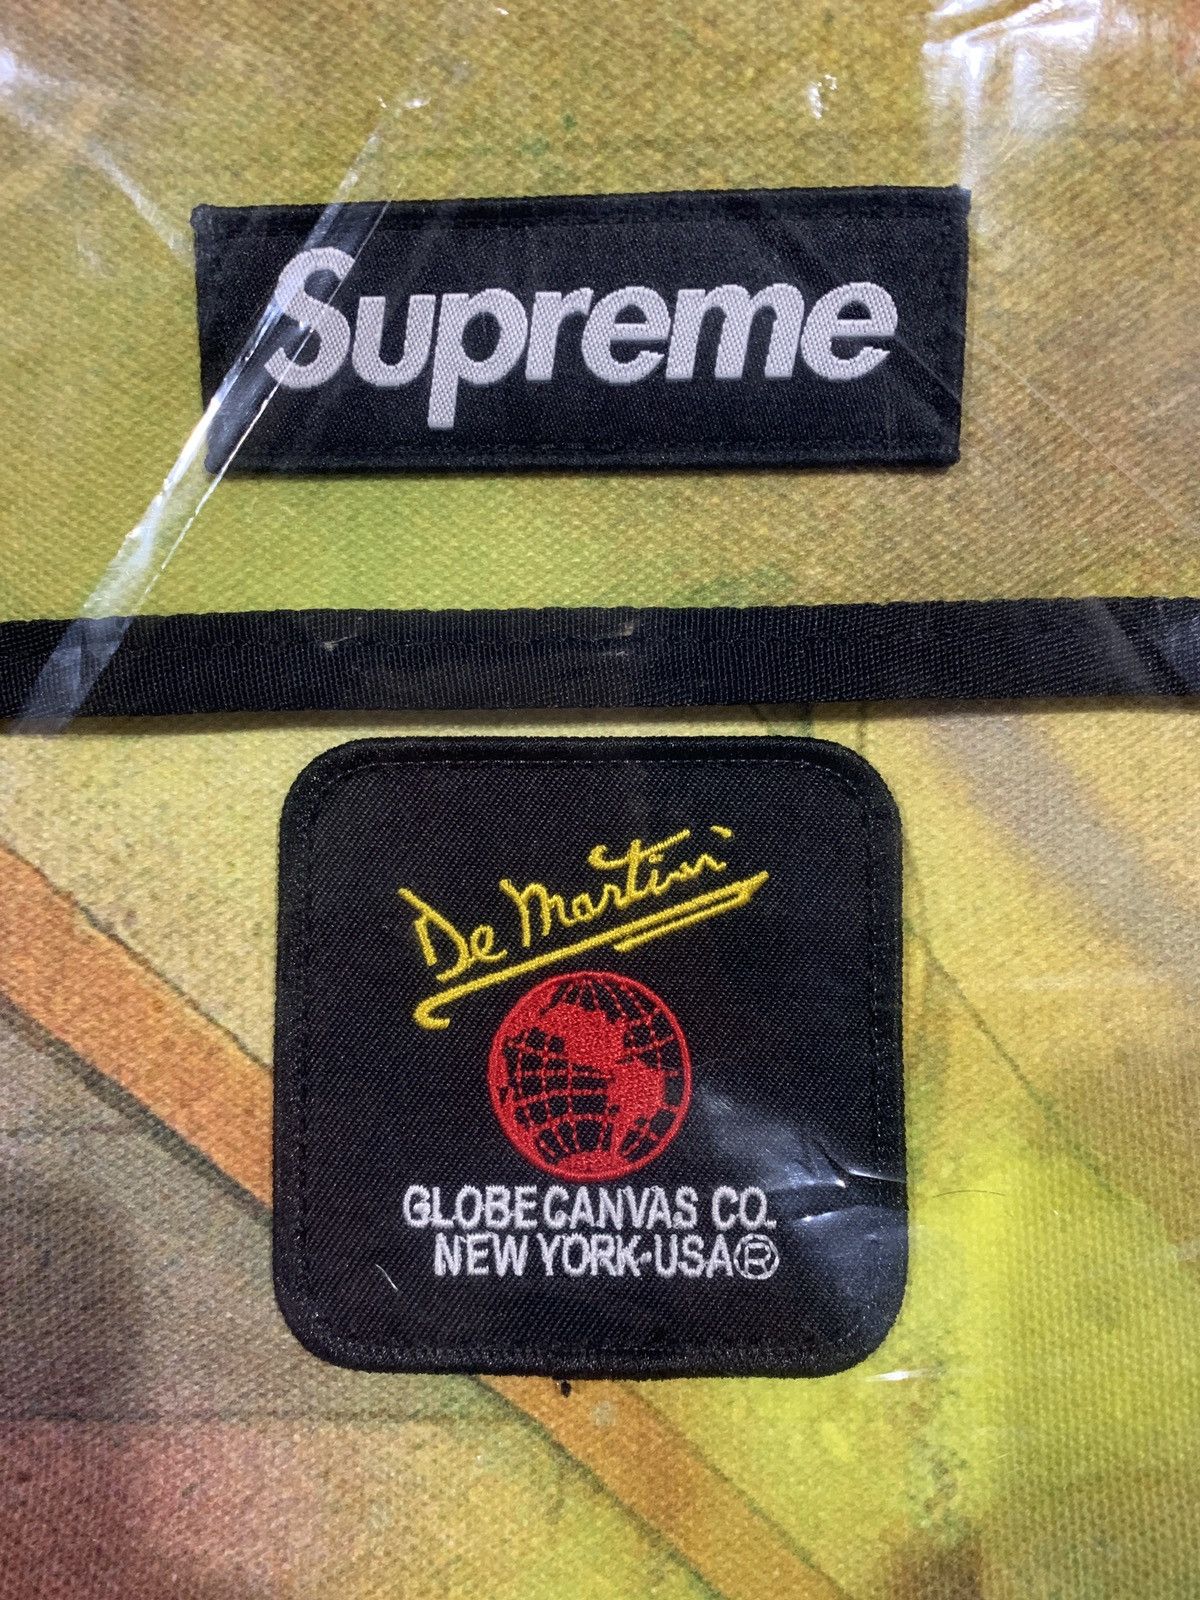 Supreme
De Martini
GLOBE CANVAS CO.
NEW YORK-USA®